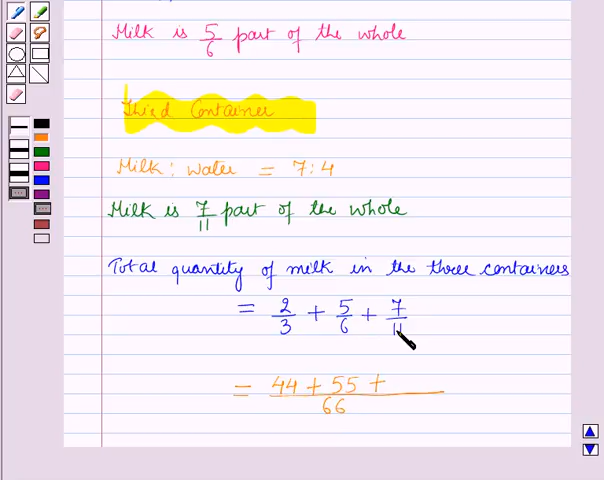 Milk is 5/6 part of the whole
Third Container
Milk : water = 7:4
Milk is 7/11 part of the whole
Total quantity of milk in the three containers
= 2/3 + 5/6 + 7/11
= 44 + 55 + / 66